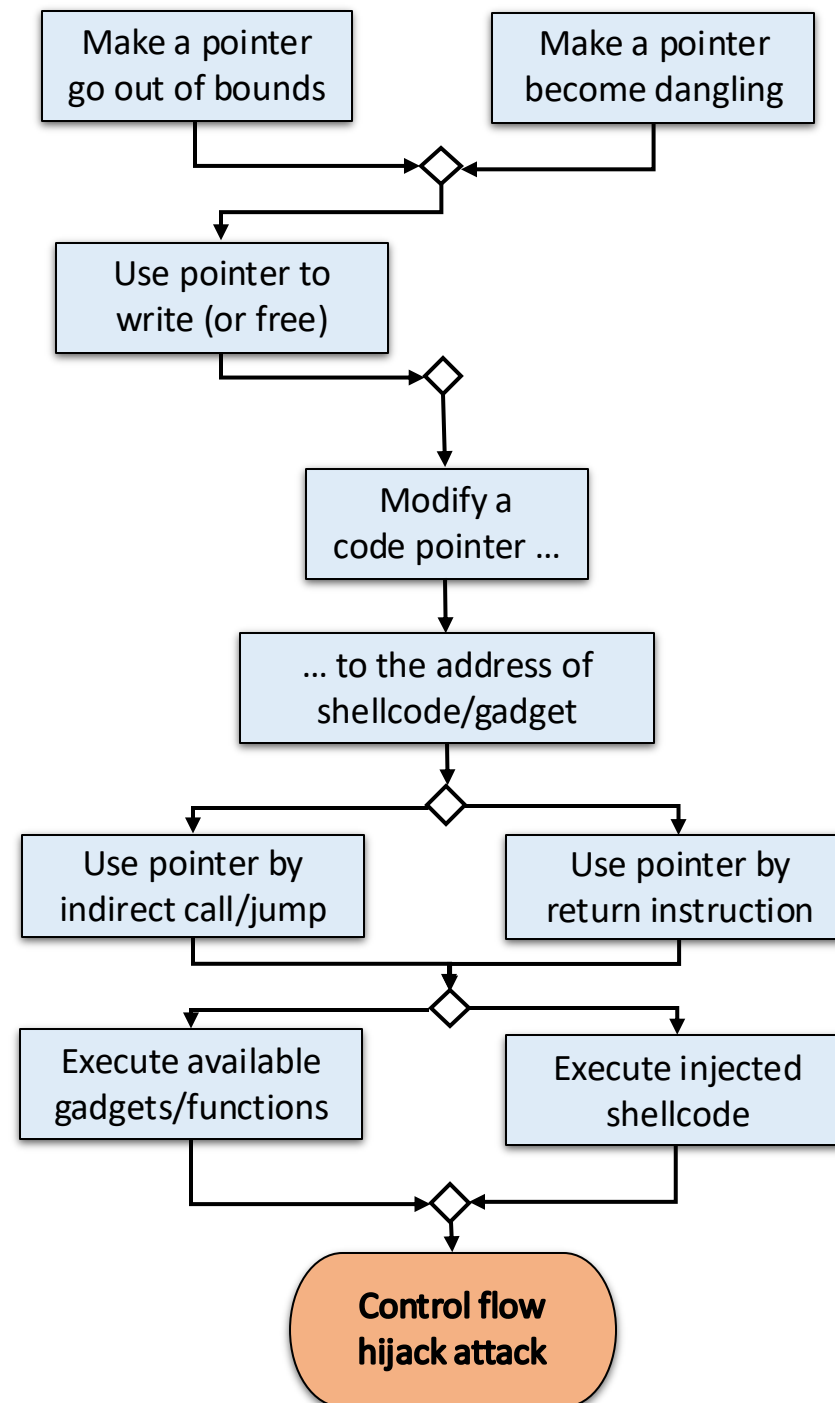 Make a pointer
go out of bounds
Make a pointer
become dangling
Use pointer to
write (or free)
Modify a
code pointer …
… to the address of
shellcode/gadget
Use pointer by
indirect call/jump
Use pointer by
return instruction
Execute available
gadgets/functions
Execute injected
shellcode
Control flow
hijack attack